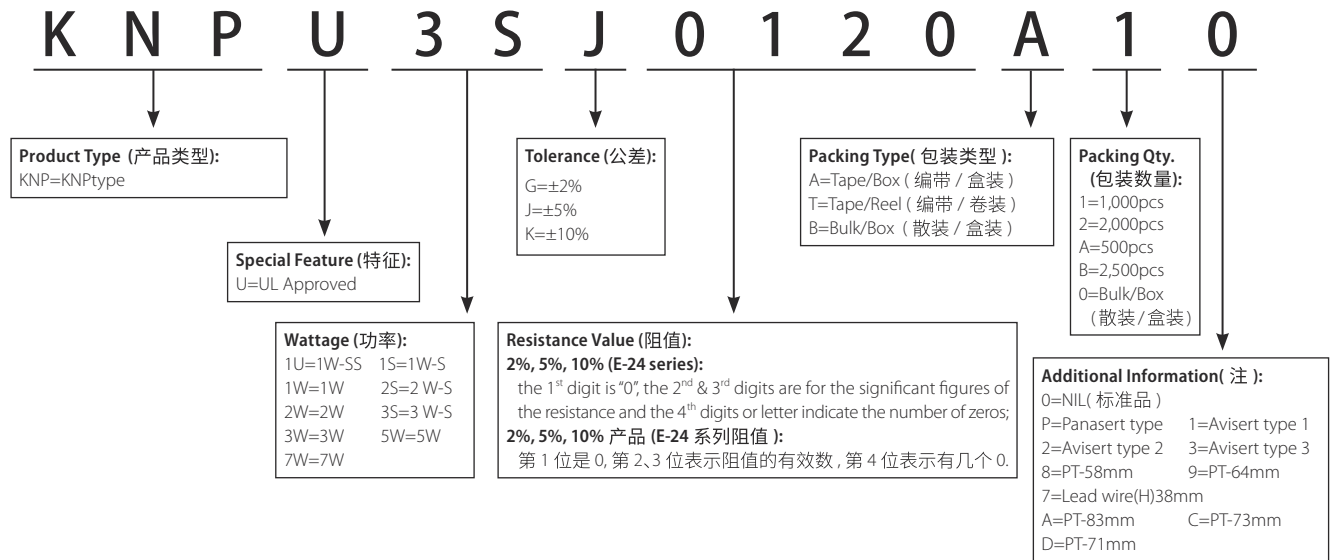 K N P U 3 S J 0 1 2 0 A 1 0
Product Type (产品类型):
KNP=KNPtype
Special Feature (特征):
U=UL Approved
Wattage (功率):
1U=1W-SS 1S=1W-S
1W=1W 2S=2 W-S
2W=2W 3S=3 W-S
3W=3W 5W=5W
7W=7W
Tolerance (公差):
G=±2%
J=±5%
K=±10%
Resistance Value (阻值):
2%, 5%, 10% (E-24 series):
the 1st digit is “0”, the 2nd & 3rd digits are for the significant figures of
the resistance and the 4th digits or letter indicate the number of zeros;
2%, 5%, 10% 产品 (E-24 系列阻值 ):
第 1 位是 0, 第 2、3 位表示阻值的有效数 , 第 4 位表示有几个 0.
Packing Type( 包装类型 ):
A=Tape/Box ( 编带 / 盒装 )
T=Tape/Reel ( 编带 / 卷装 )
B=Bulk/Box ( 散装 / 盒装 )
Packing Qty.
(包装数量):
1=1,000pcs
2=2,000pcs
A=500pcs
B=2,500pcs
0=Bulk/Box
(散装/盒装)
Additional Information( 注 ):
0=NIL( 标准品 )
P=Panasert type 1=Avisert type 1
2=Avisert type 2 3=Avisert type 3
8=PT-58mm 9=PT-64mm
7=Lead wire(H)38mm
A=PT-83mm C=PT-73mm
D=PT-71mm